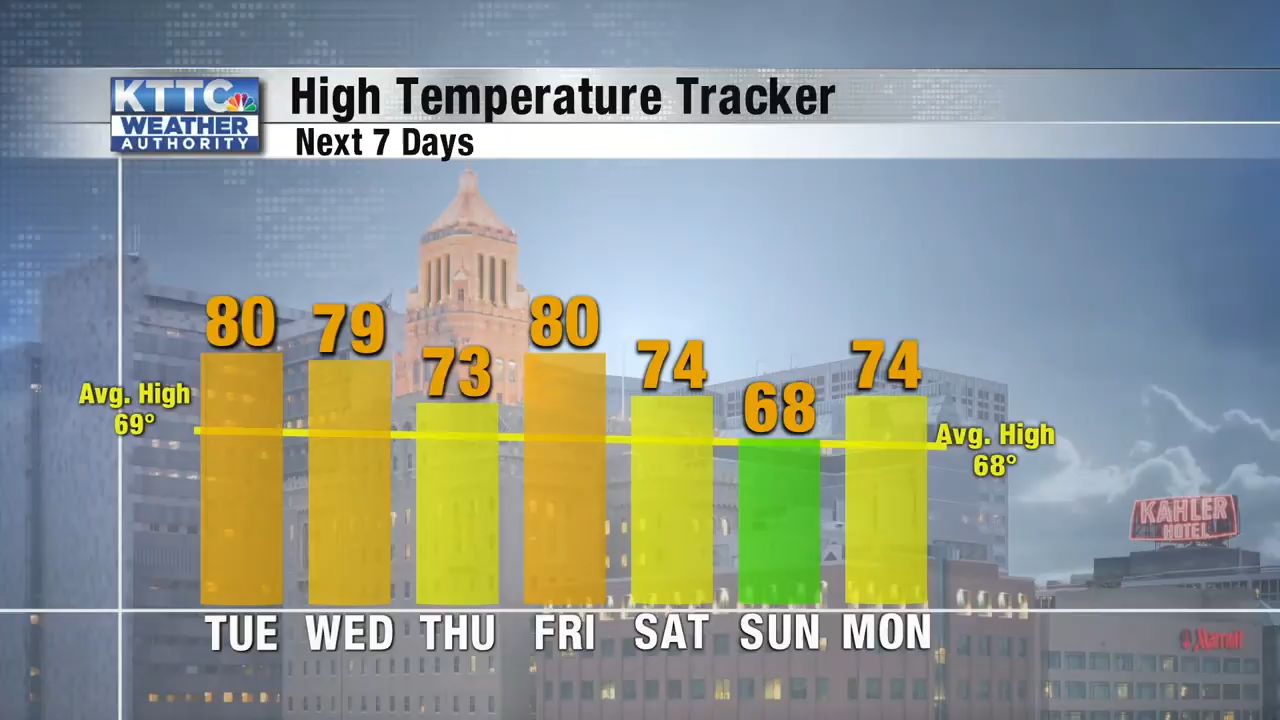 KTTC
WEATHER
AUTHORITY
High Temperature Tracker
Next 7 Days
80
79
73
80
74
68
74
Avg. High
69°
Avg. High
68°
KAHLER
HOTEL
TUE WED THU FRI SAT SUN MON
Marriott